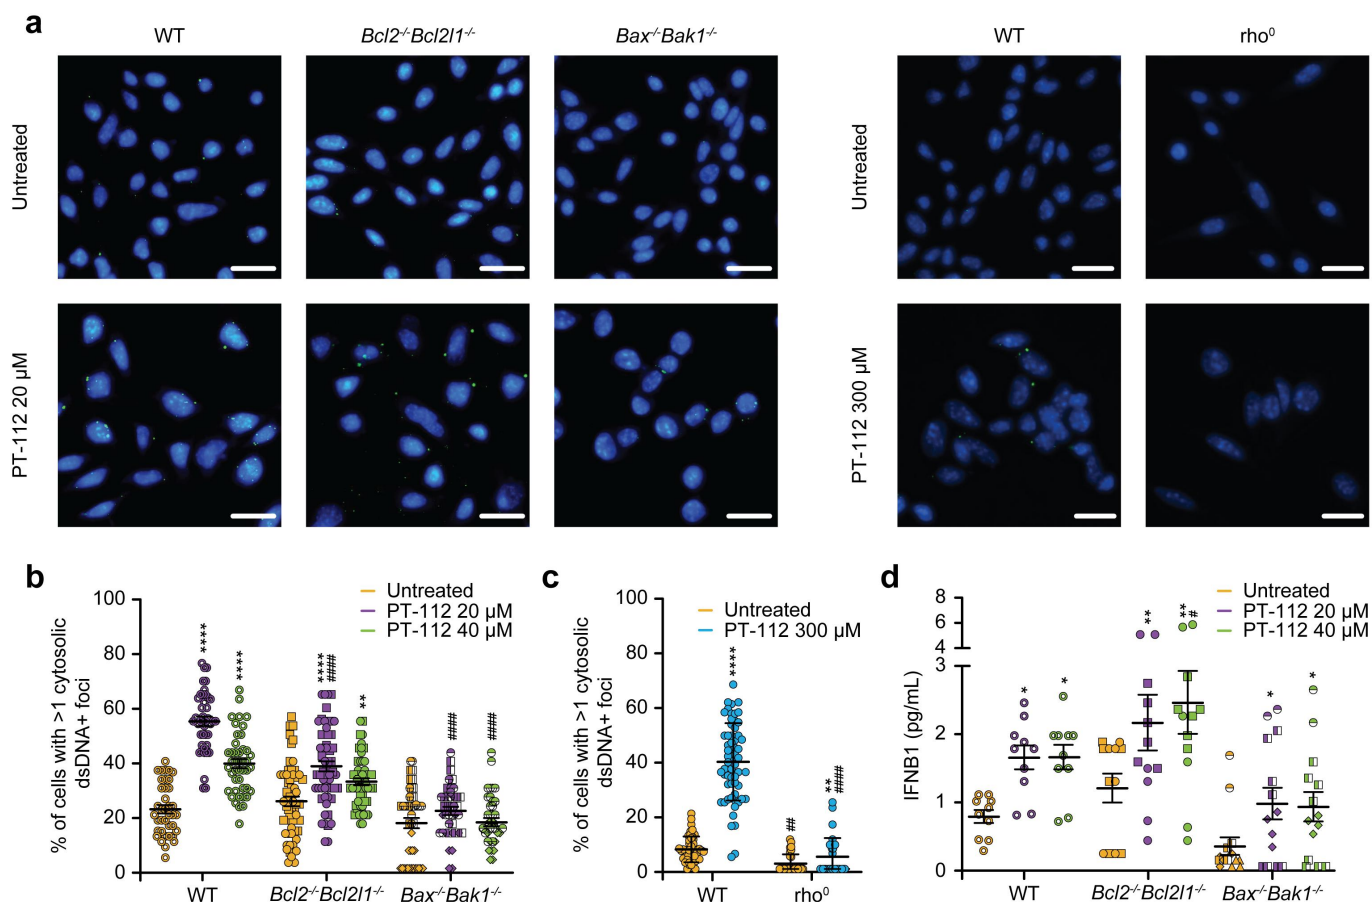 a
WT
Bcl2-/-Bcl2l1-/-
Bax-/-Bak1-/-
WT
rho0
Untreated
Untreated
PT-112 20 µM
PT-112 300 µM
b
% of cells with >1 cytosolic
dsDNA+ foci
100
80
60
40
20
0
Untreated
PT-112 20 µM
PT-112 40 µM
****
****
****
####
**
####
###
WT
Bcl2-/-Bcl2l1-/-
Bax-/-Bak1-/-
c
% of cells with >1 cytosolic
dsDNA+ foci
100
80
60
40
20
0
Untreated
PT-112 300 µM
****
##
**
####
WT
rho0
d
IFNB1 (pg/mL)
8
6
4
3
2
1
0
Untreated
PT-112 20 µM
PT-112 40 µM
*
*
**
**
#
*
*
WT
Bcl2-/-Bcl2l1-/-
Bax-/-Bak1-/-